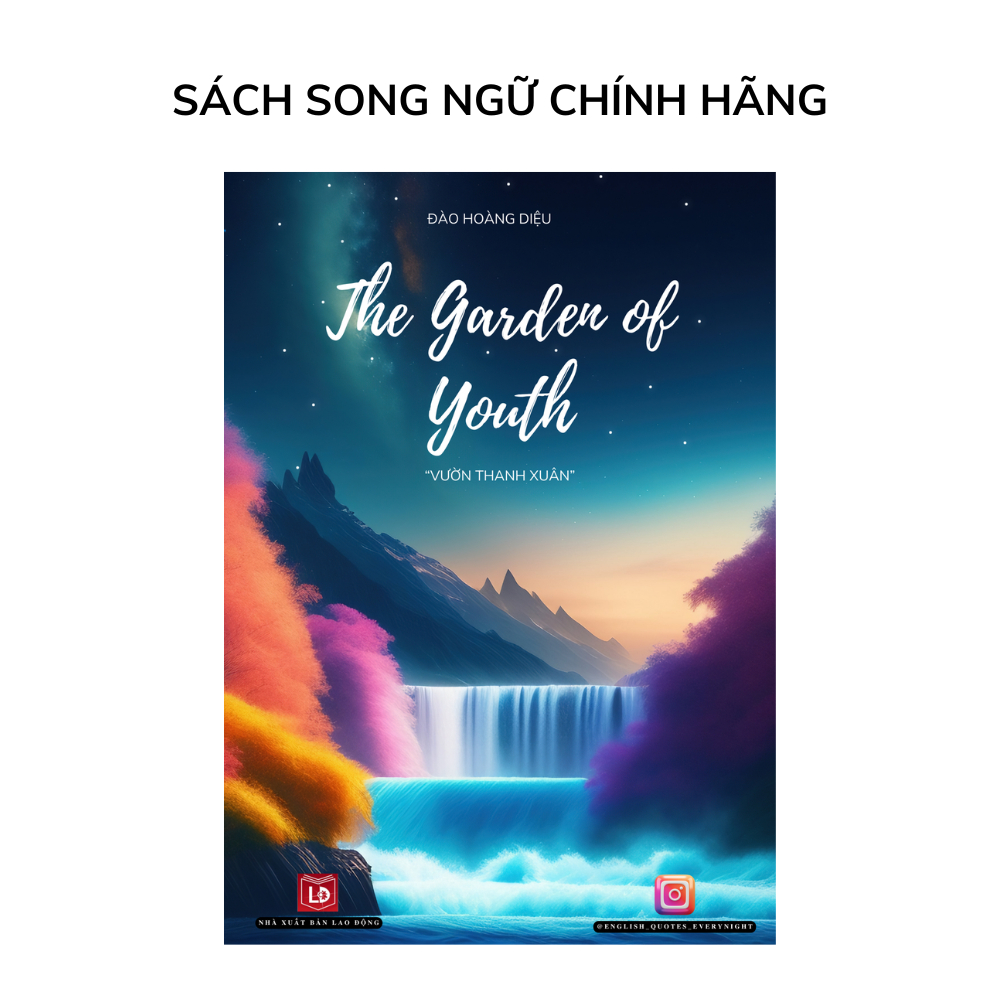 SÁCH SONG NGỮ CHÍNH HÃNG
ĐÀO HOÀNG DIỆU
The Garden of
Youth
“VƯỜN THANH XUÂN”
LĐ
NHÀ XUẤT BẢN LAO ĐỘNG
@ENGLISH_QUOTES_EVERYNIGHT